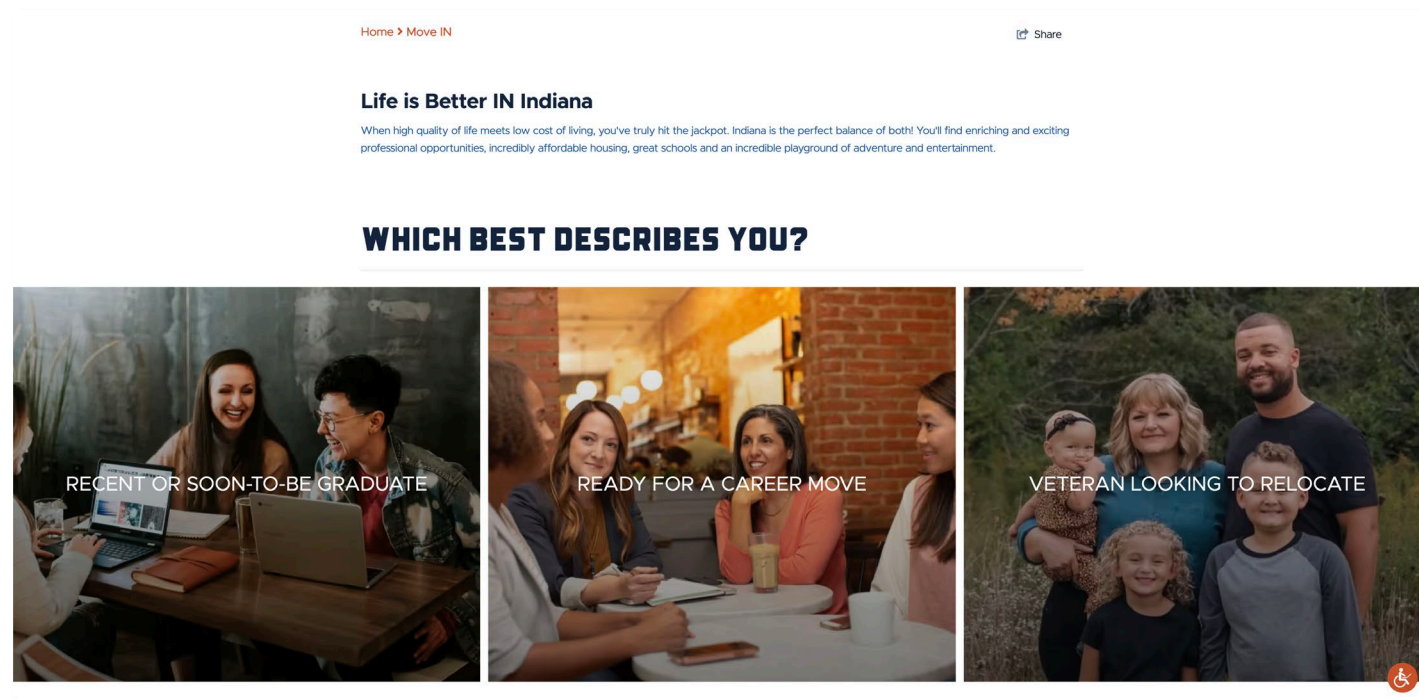 Home > Move IN
Share
Life is Better IN Indiana
When high quality of life meets low cost of living, you've truly hit the jackpot. Indiana is the perfect balance of both! You'll find enriching and exciting
professional opportunities, incredibly affordable housing, great schools and an incredible playground of adventure and entertainment.
WHICH BEST DESCRIBES YOU?
RECENT OR SOON-TO-BE GRADUATE
READY FOR A CAREER MOVE
VETERAN LOOKING TO RELOCATE